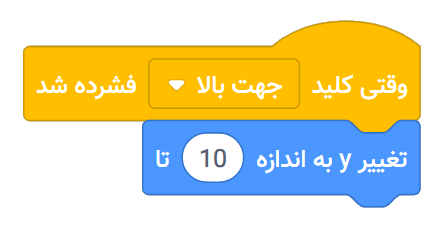 وقتی کلید جهت بالا فشرده شد
تغییر y به اندازه 10 تا